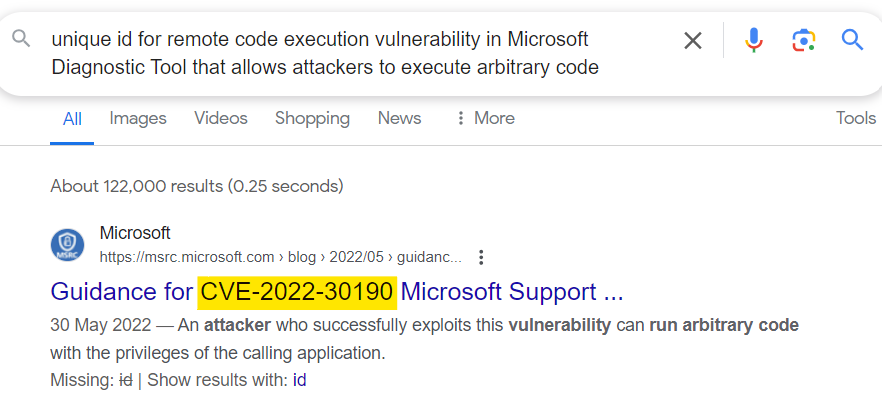 unique id for remote code execution vulnerability in Microsoft
Diagnostic Tool that allows attackers to execute arbitrary code
All Images Videos Shopping News More Tools
About 122,000 results (0.25 seconds)
Microsoft
MSRC
https://msrc.microsoft.com › blog › 2022/05 › guidanc...
Guidance for CVE-2022-30190 Microsoft Support ...
30 May 2022 — An attacker who successfully exploits this vulnerability can run arbitrary code
with the privileges of the calling application.
Missing: id | Show results with: id